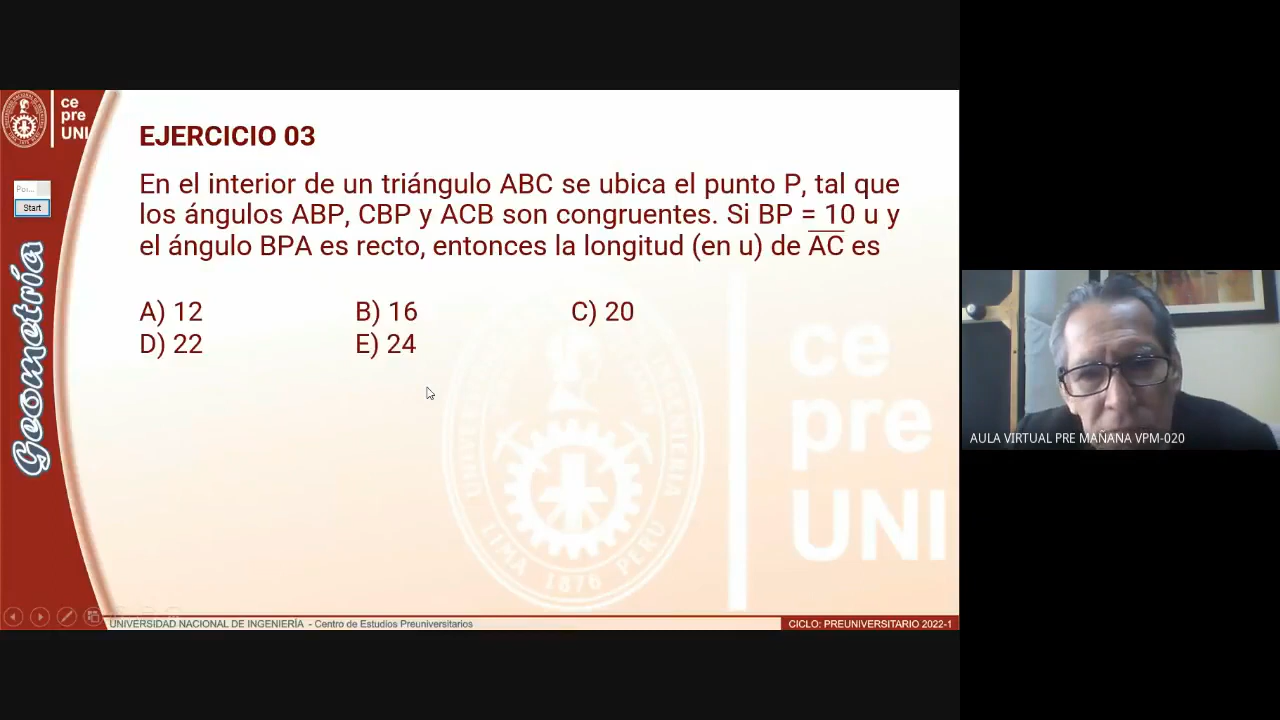 ce
pre
UNI
EJERCICIO 03
En el interior de un triángulo ABC se ubica el punto P, tal que
los ángulos ABP, CBP y ACB son congruentes. Si BP = 10 u y
el ángulo BPA es recto, entonces la longitud (en u) de AC es
A) 12 B) 16 C) 20
D) 22 E) 24
Start
Geometría
ce
pre
UNI
LIMA 1876 PERU
AULA VIRTUAL PRE MAÑANA VPM-020
UNIVERSIDAD NACIONAL DE INGENIERÍA - Centro de Estudios Preuniversitarios
CICLO: PREUNIVERSITARIO 2022-1